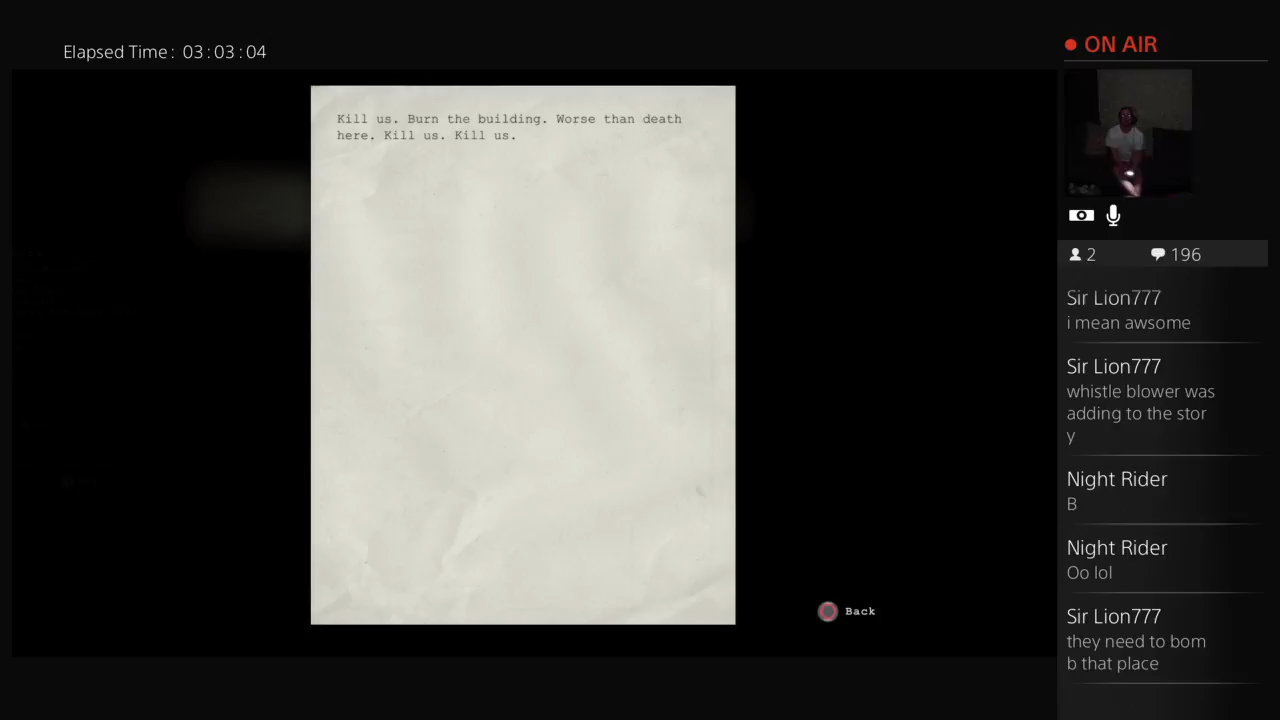 Elapsed Time: 03:03:04
ON AIR
Kill us. Burn the building. Worse than death
here. Kill us. Kill us.
2
196
Sir Lion777
i mean awsome
Sir Lion777
whistle blower was
adding to the stor
y
Night Rider
B
Night Rider
Oo lol
Sir Lion777
they need to bom
b that place
Back